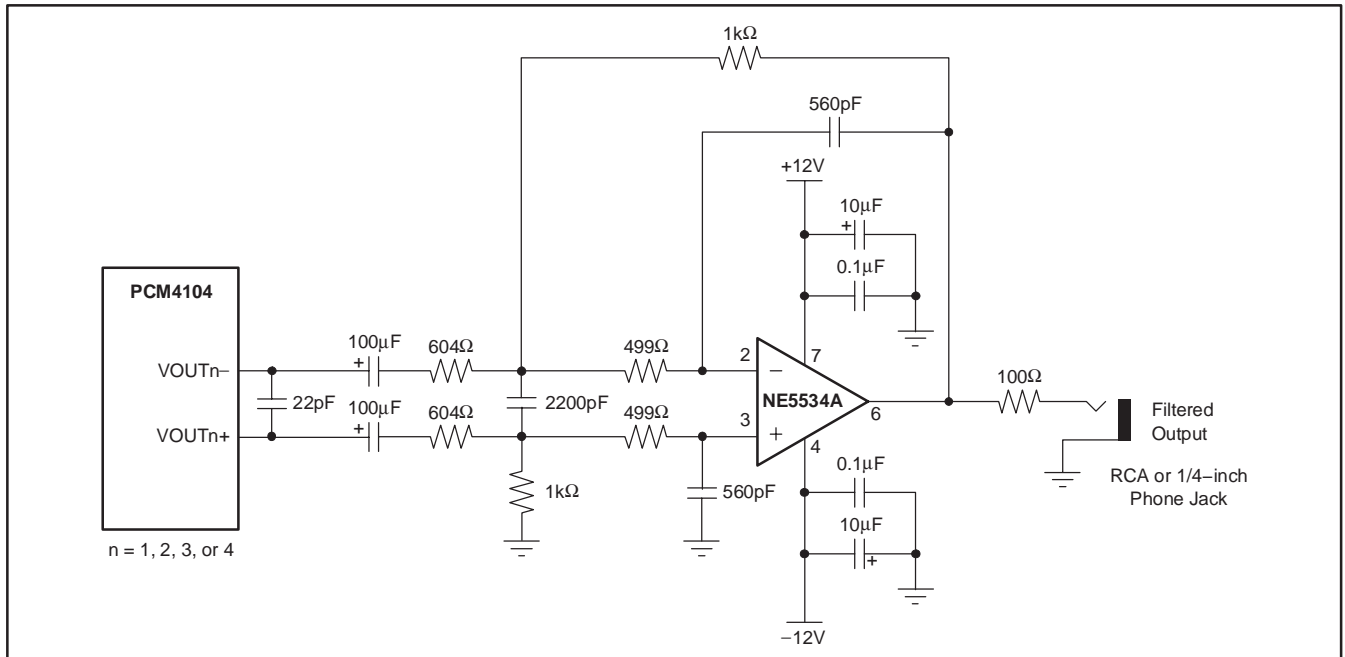 1kΩ
560pF
+12V
10µF
+
0.1µF
PCM4104
100µF
604Ω
499Ω
2
7
VOUTn−
+
−
100Ω
22pF
2200pF
NE5534A
6
Filtered
Output
100µF
604Ω
499Ω
3
VOUTn+
+
+
4
0.1µF
RCA or 1/4−inch
Phone Jack
1kΩ
560pF
10µF
+
n = 1, 2, 3, or 4
−12V